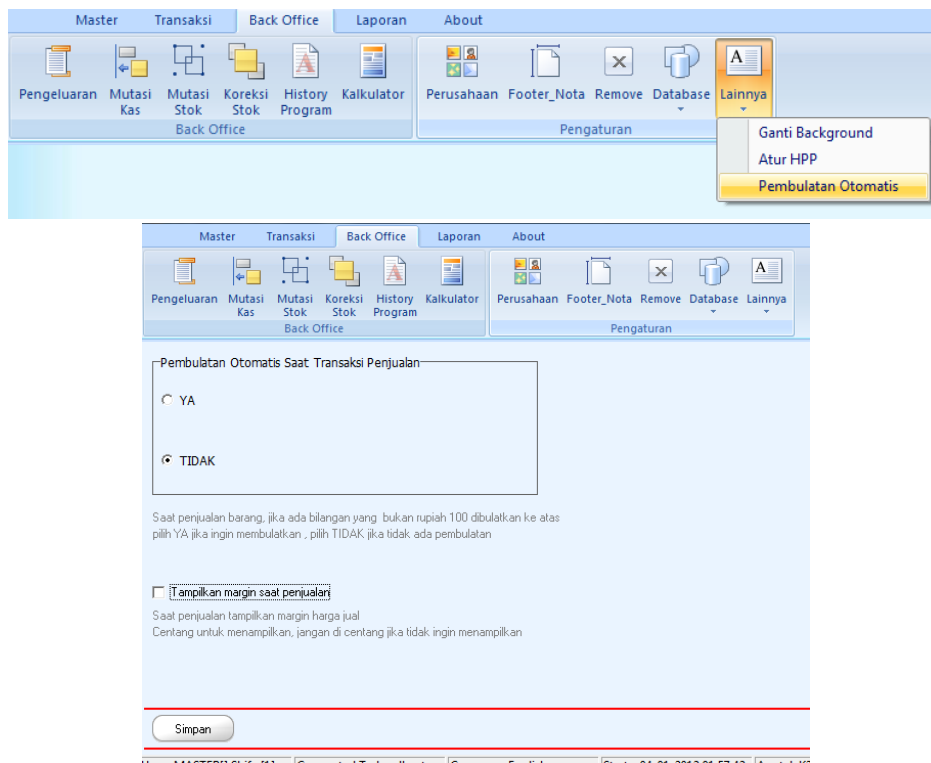 Master Transaksi Back Office Laporan About
Pengeluaran Mutasi Kas Mutasi Stok Koreksi Stok History Program Kalkulator Perusahaan Footer_Nota Remove Database Lainnya
Back Office Pengaturan
Ganti Background
Atur HPP
Pembulatan Otomatis
Master Transaksi Back Office Laporan About
Pengeluaran Mutasi Kas Mutasi Stok Koreksi Stok History Program Kalkulator Perusahaan Footer_Nota Remove Database Lainnya
Back Office Pengaturan
Pembulatan Otomatis Saat Transaksi Penjualan
YA
TIDAK
Saat penjualan barang, jika ada bilangan yang bukan rupiah 100 dibulatkan ke atas
pilih YA jika ingin membulatkan , pilih TIDAK jika tidak ada pembulatan
Tampilkan margin saat penjualan
Saat penjualan tampilkan margin harga jual
Centang untuk menampilkan, jangan di centang jika tidak ingin menampilkan
Simpan